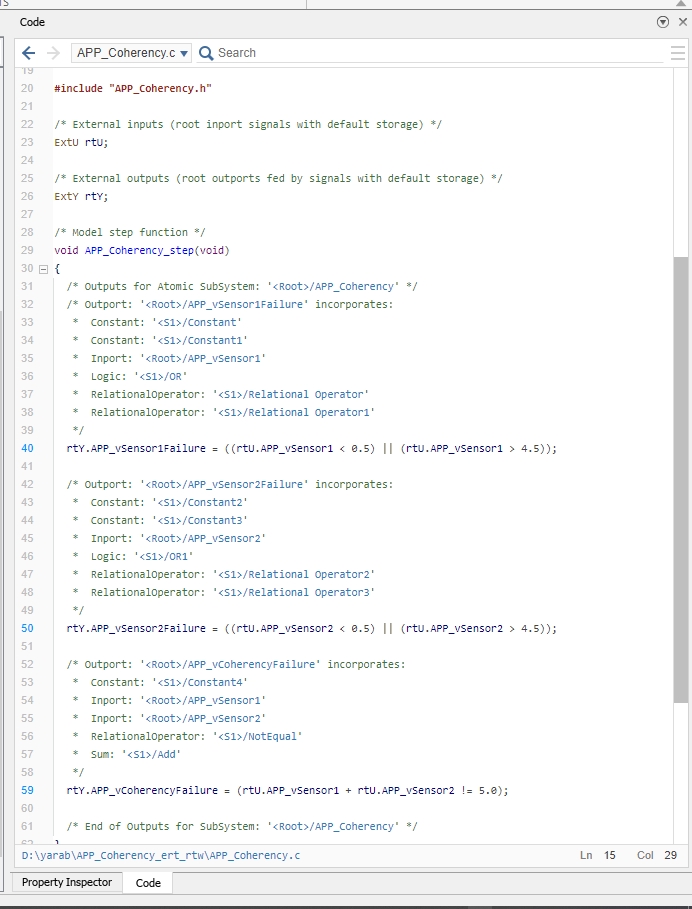 Code
APP_Coherency.c
Search
19
20 #include "APP_Coherency.h"
21
22 /* External inputs (root inport signals with default storage) */
23 ExtU rtU;
24
25 /* External outputs (root outports fed by signals with default storage) */
26 ExtY rtY;
27
28 /* Model step function */
29 void APP_Coherency_step(void)
30 {
31 /* Outputs for Atomic SubSystem: '<Root>/APP_Coherency' */
32 /* Outport: '<Root>/APP_vSensor1Failure' incorporates:
33 * Constant: '<S1>/Constant'
34 * Constant: '<S1>/Constant1'
35 * Inport: '<Root>/APP_vSensor1'
36 * Logic: '<S1>/OR'
37 * RelationalOperator: '<S1>/Relational Operator'
38 * RelationalOperator: '<S1>/Relational Operator1'
39 */
40 rtY.APP_vSensor1Failure = ((rtU.APP_vSensor1 < 0.5) || (rtU.APP_vSensor1 > 4.5));
41
42 /* Outport: '<Root>/APP_vSensor2Failure' incorporates:
43 * Constant: '<S1>/Constant2'
44 * Constant: '<S1>/Constant3'
45 * Inport: '<Root>/APP_vSensor2'
46 * Logic: '<S1>/OR1'
47 * RelationalOperator: '<S1>/Relational Operator2'
48 * RelationalOperator: '<S1>/Relational Operator3'
49 */
50 rtY.APP_vSensor2Failure = ((rtU.APP_vSensor2 < 0.5) || (rtU.APP_vSensor2 > 4.5));
51
52 /* Outport: '<Root>/APP_vCoherencyFailure' incorporates:
53 * Constant: '<S1>/Constant4'
54 * Inport: '<Root>/APP_vSensor1'
55 * Inport: '<Root>/APP_vSensor2'
56 * RelationalOperator: '<S1>/NotEqual'
57 * Sum: '<S1>/Add'
58 */
59 rtY.APP_vCoherencyFailure = (rtU.APP_vSensor1 + rtU.APP_vSensor2 != 5.0);
60
61 /* End of Outputs for SubSystem: '<Root>/APP_Coherency' */
62 }
D:\yarab\APP_Coherency_ert_rtw\APP_Coherency.c
Ln 15 Col 29
Property Inspector
Code